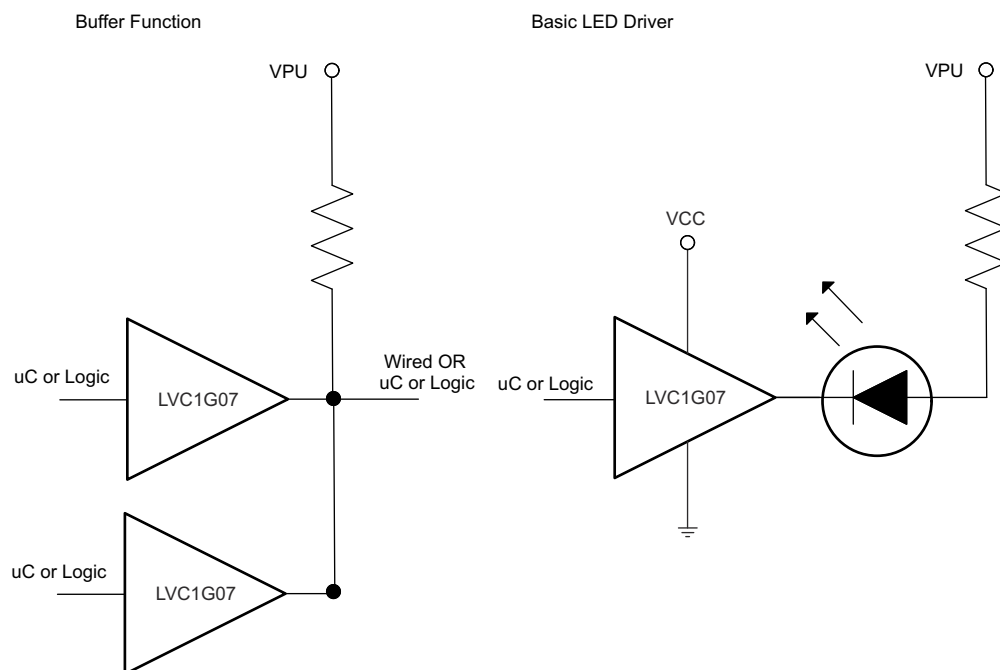 Buffer Function
Basic LED Driver
VPU
VPU
VCC
uC or Logic
LVC1G07
Wired OR
uC or Logic
uC or Logic
LVC1G07
uC or Logic
LVC1G07